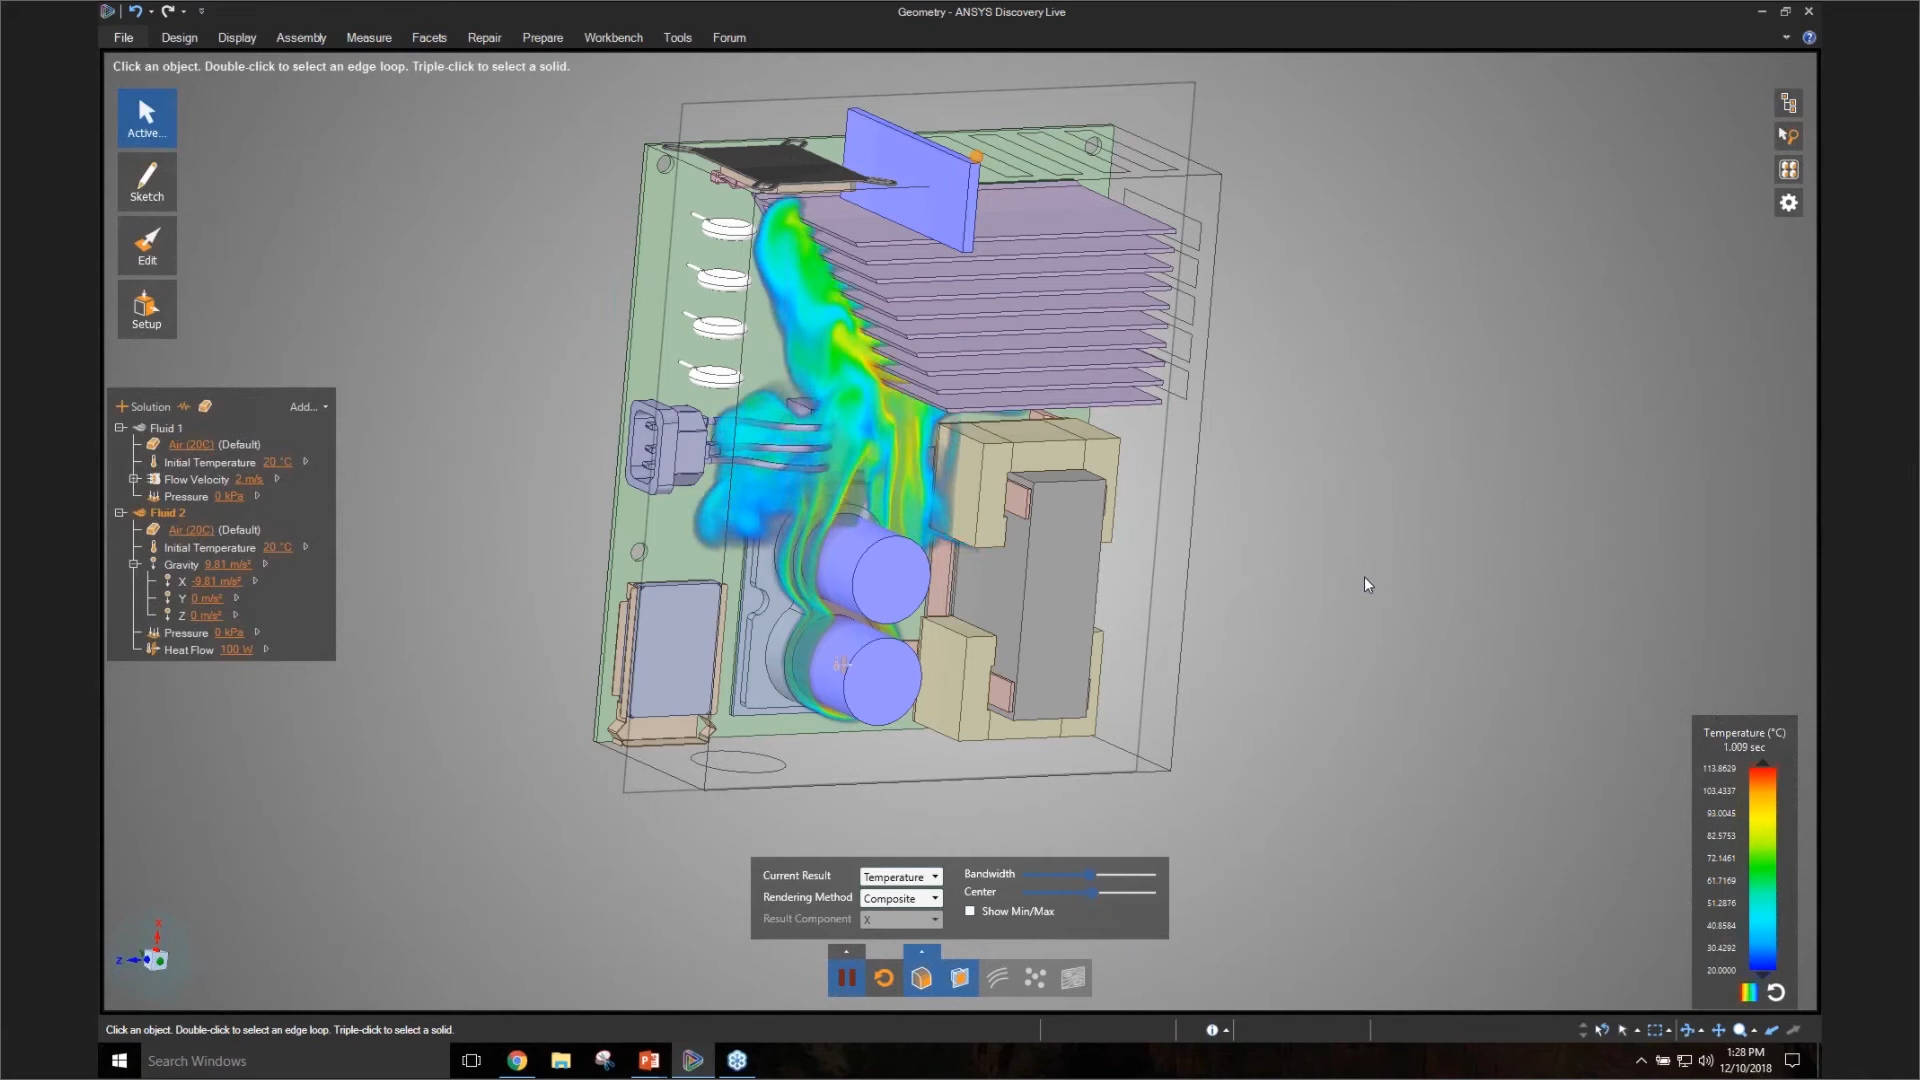 Geometry - ANSYS Discovery Live
File Design Display Assembly Measure Facets Repair Prepare Workbench Tools Forum
Click an object. Double-click to select an edge loop. Triple-click to select a solid.
Active...
Sketch
Edit
Setup
Solution Add...
Fluid 1
Air (20C) (Default)
Initial Temperature 20 °C
Flow Velocity 2 m/s
Pressure 0 kPa
Fluid 2
Air (20C) (Default)
Initial Temperature 20 °C
Gravity 9.81 m/s²
X -9.81 m/s²
Y 0 m/s²
Z 0 m/s²
Pressure 0 kPa
Heat Flow 100 W
Temperature (°C)
1.009 sec
113.8629
103.4337
93.0045
82.5753
72.1461
61.7169
51.2876
40.8584
30.4292
20.0000
Current Result Temperature
Rendering Method Composite
Result Component X
Bandwidth
Center
Show Min/Max
X
Z
Click an object. Double-click to select an edge loop. Triple-click to select a solid.
Search Windows
1:28 PM
12/10/2018